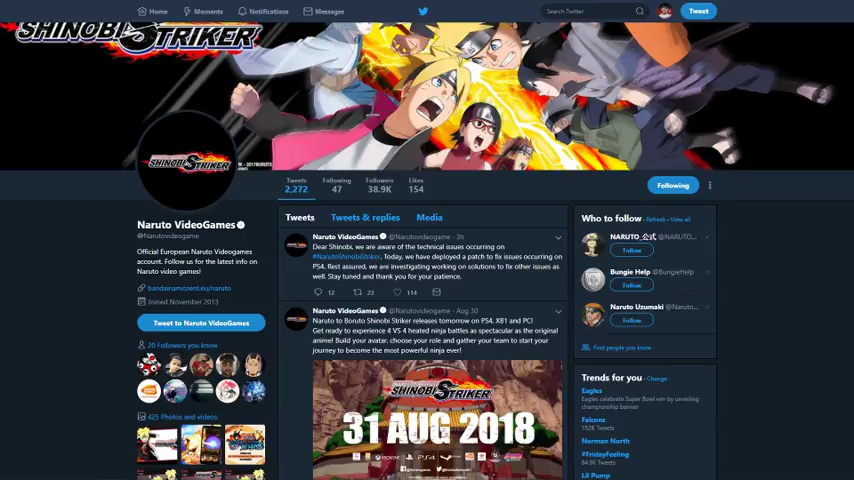 Home
Moments
Notifications
Messages
Search Twitter
Tweet
SHINOBI STRIKER
SHINOBI STRIKER
Tweets
2,272
Following
47
Followers
38.9K
Likes
154
Following
Naruto VideoGames
@Narutovideogame
Official European Naruto Videogames
account. Follow us for the latest info on
Naruto video games!
bandainamcoent.eu/naruto
Joined November 2013
Tweet to Naruto VideoGames
20 Followers you know
425 Photos and videos
Tweets
Tweets & replies
Media
Naruto VideoGames @Narutovideogame · 3h
Dear Shinobi, we are aware of the technical issues occurring on
#NarutoShinobiStriker. Today, we have deployed a patch to fix issues occurring on
PS4. Rest assured, we are investigating working on solutions to fix other issues as
well. Stay tuned and thank you for your patience.
12
23
114
Naruto VideoGames @Narutovideogame · Aug 30
Naruto to Boruto Shinobi Striker releases tomorrow on PS4, XB1 and PC!
Get ready to experience 4 VS 4 heated ninja battles as spectacular as the original
anime! Build your avatar, choose your role and gather your team to start your
journey to become the most powerful ninja ever!
SHINOBI STRIKER
31 AUG 2018
XBOX ONE PS4 STEAM
Who to follow · Refresh · View all
NARUTO_公式 @NARUTO...
Follow
Bungie Help @BungieHelp
Follow
Naruto Uzumaki @Naruto...
Follow
Find people you know
Trends for you · Change
Eagles
Eagles celebrate Super Bowl win by unveiling
championship banner
Falcons
152K Tweets
Norman North
#FridayFeeling
64.9K Tweets
Lil Pump